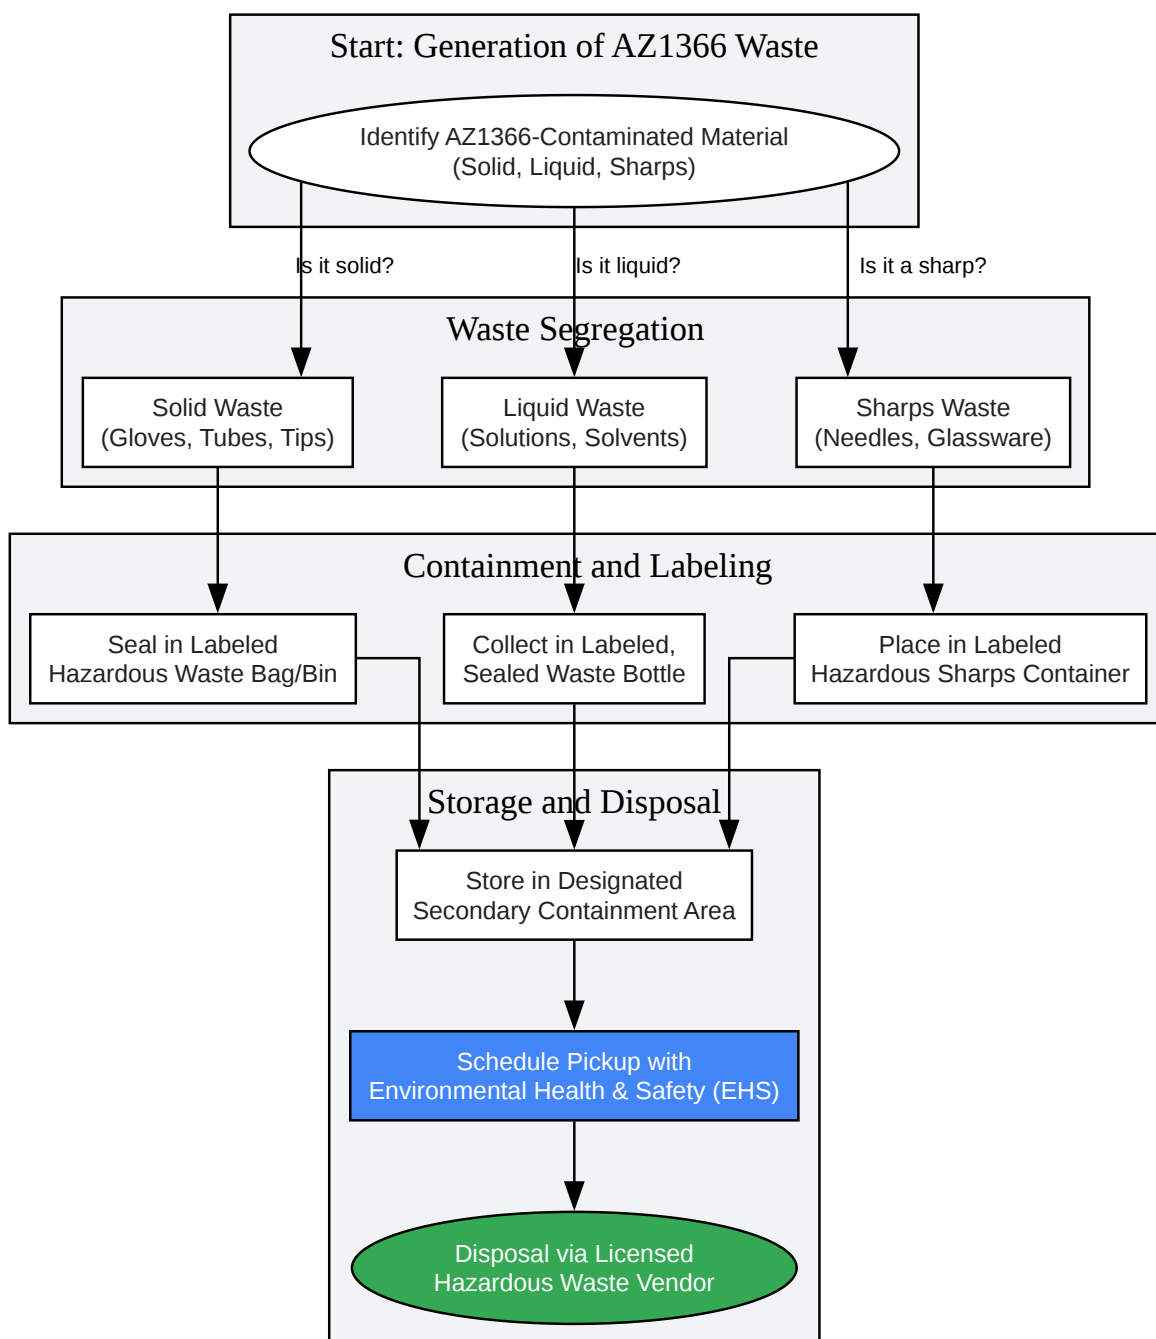 Start: Generation of AZ1366 Waste
Identify AZ1366-Contaminated Material
(Solid, Liquid, Sharps)
Is it solid?
Is it liquid?
Is it a sharp?
Waste Segregation
Solid Waste
(Gloves, Tubes, Tips)
Liquid Waste
(Solutions, Solvents)
Sharps Waste
(Needles, Glassware)
Containment and Labeling
Seal in Labeled
Hazardous Waste Bag/Bin
Collect in Labeled,
Sealed Waste Bottle
Place in Labeled
Hazardous Sharps Container
Storage and Disposal
Store in Designated
Secondary Containment Area
Schedule Pickup with
Environmental Health & Safety (EHS)
Disposal via Licensed
Hazardous Waste Vendor